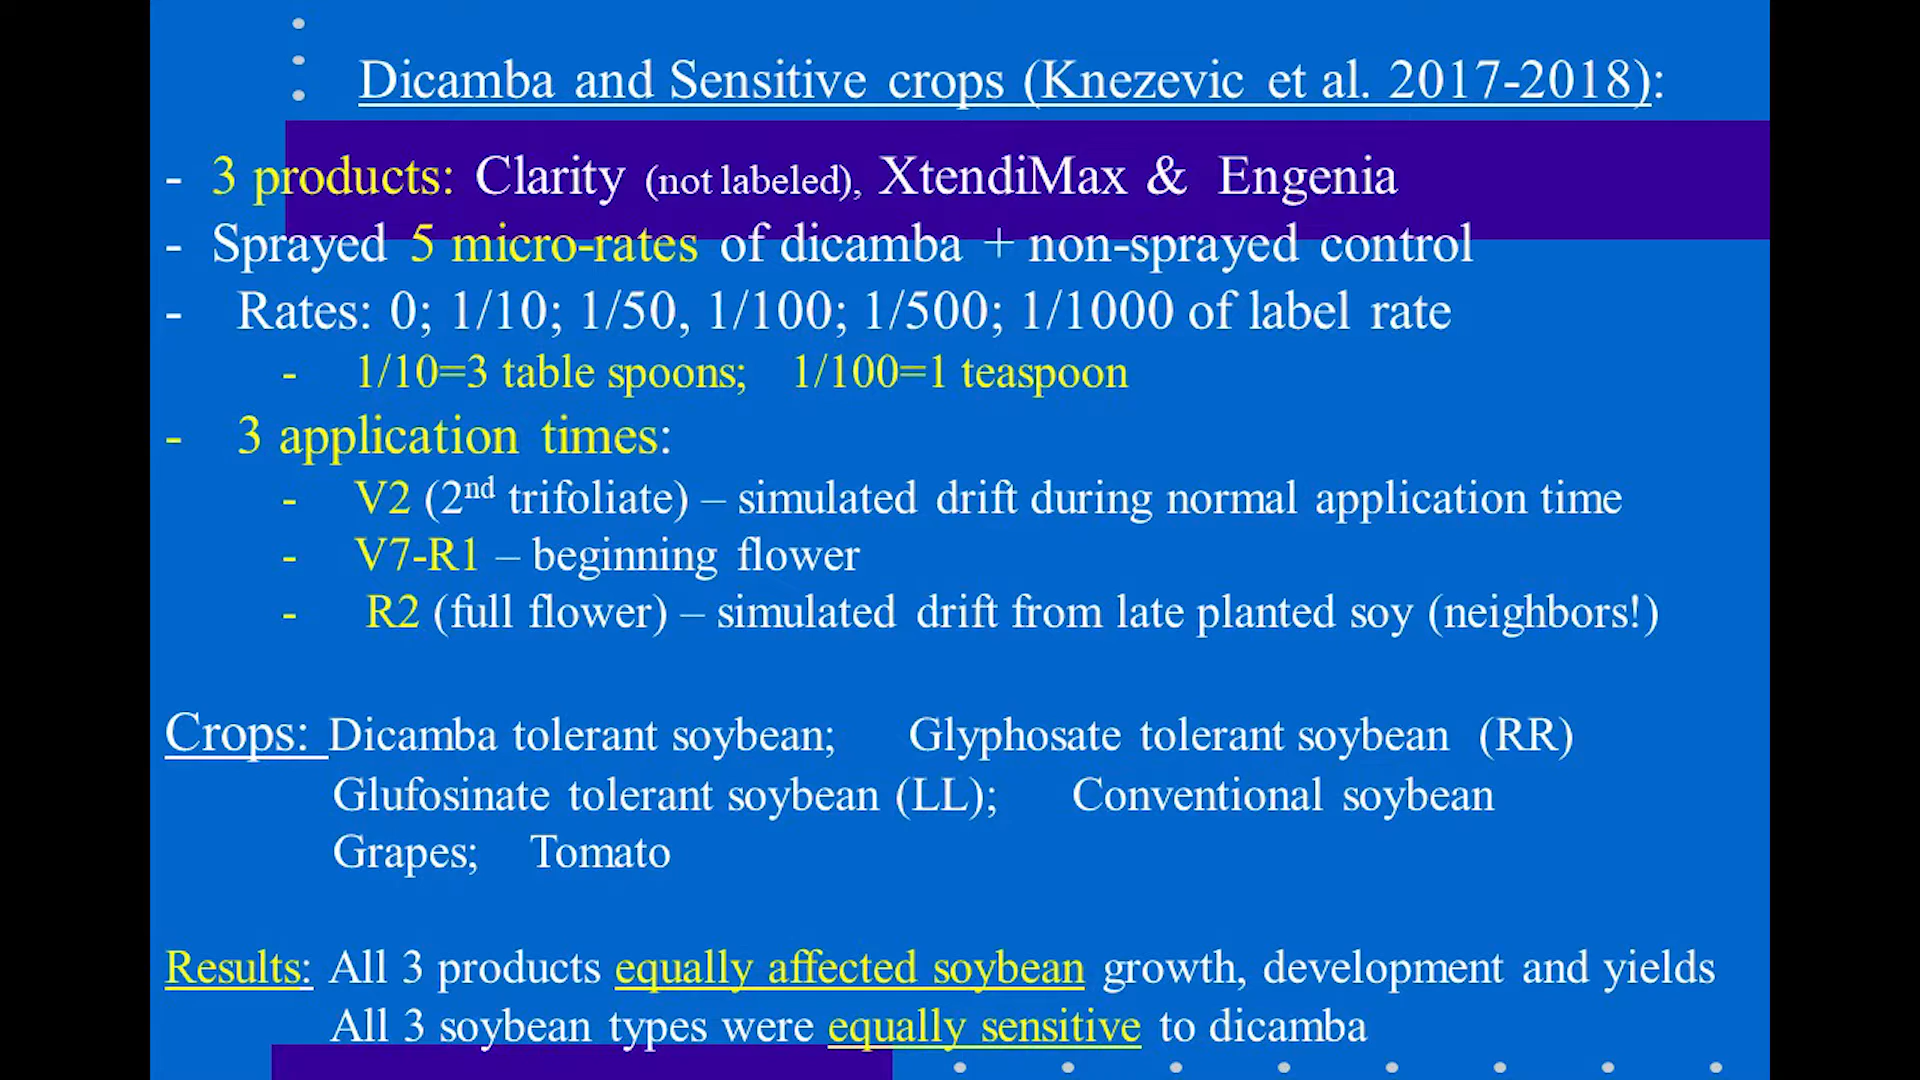 Dicamba and Sensitive crops (Knezevic et al. 2017-2018):
- 3 products: Clarity (not labeled), XtendiMax & Engenia
- Sprayed 5 micro-rates of dicamba + non-sprayed control
- Rates: 0; 1/10; 1/50, 1/100; 1/500; 1/1000 of label rate
- 1/10=3 table spoons; 1/100=1 teaspoon
- 3 application times:
- V2 (2nd trifoliate) – simulated drift during normal application time
- V7-R1 – beginning flower
- R2 (full flower) – simulated drift from late planted soy (neighbors!)
Crops: Dicamba tolerant soybean; Glyphosate tolerant soybean (RR)
Glufosinate tolerant soybean (LL); Conventional soybean
Grapes; Tomato
Results: All 3 products equally affected soybean growth, development and yields
All 3 soybean types were equally sensitive to dicamba